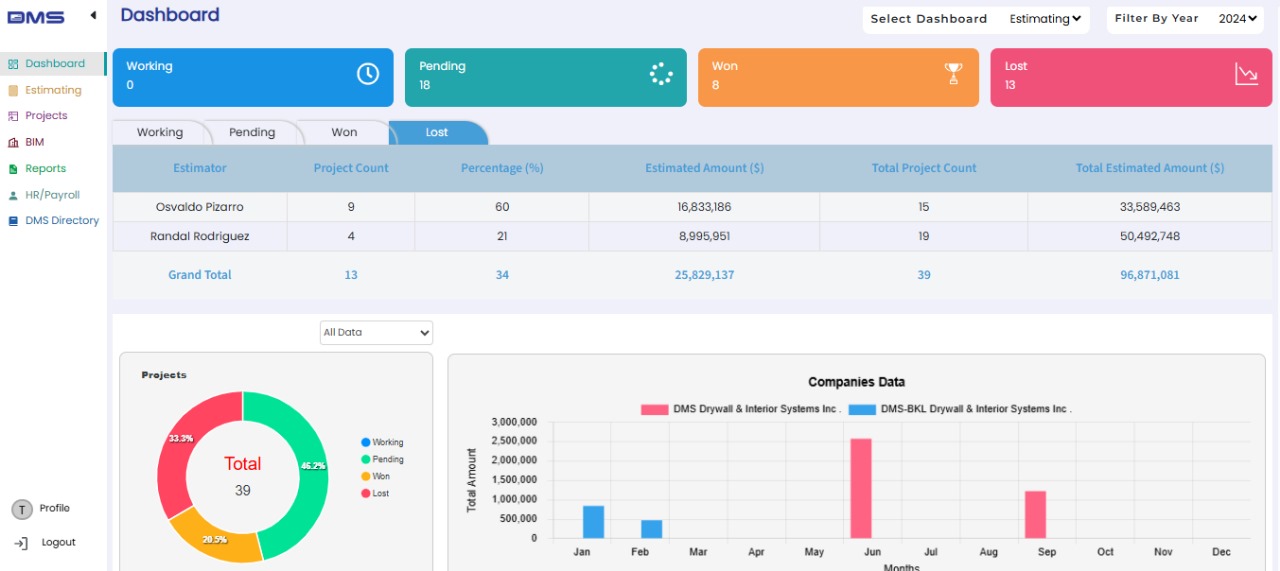 DMS
Dashboard
Select Dashboard Estimating
Filter By Year 2024
Dashboard
Estimating
Projects
BIM
Reports
HR/Payroll
DMS Directory
Profile
T
Logout
Working
0
Pending
18
Won
8
Lost
13
Working Pending Won Lost
Estimator Project Count Percentage (%) Estimated Amount ($) Total Project Count Total Estimated Amount ($)
Osvaldo Pizarro 9 60 16,833,186 15 33,589,463
Randal Rodriguez 4 21 8,995,951 19 50,492,748
Grand Total 13 34 25,829,137 39 96,871,081
All Data
Projects
33.3%
46.2%
20.5%
Total
39
Working
Pending
Won
Lost
Companies Data
DMS Drywall & Interior Systems Inc . DMS-BKL Drywall & Interior Systems Inc .
Total Amount
3,000,000
2,500,000
2,000,000
1,500,000
1,000,000
500,000
0
Jan Feb Mar Apr May Jun Jul Aug Sep Oct Nov Dec
Months